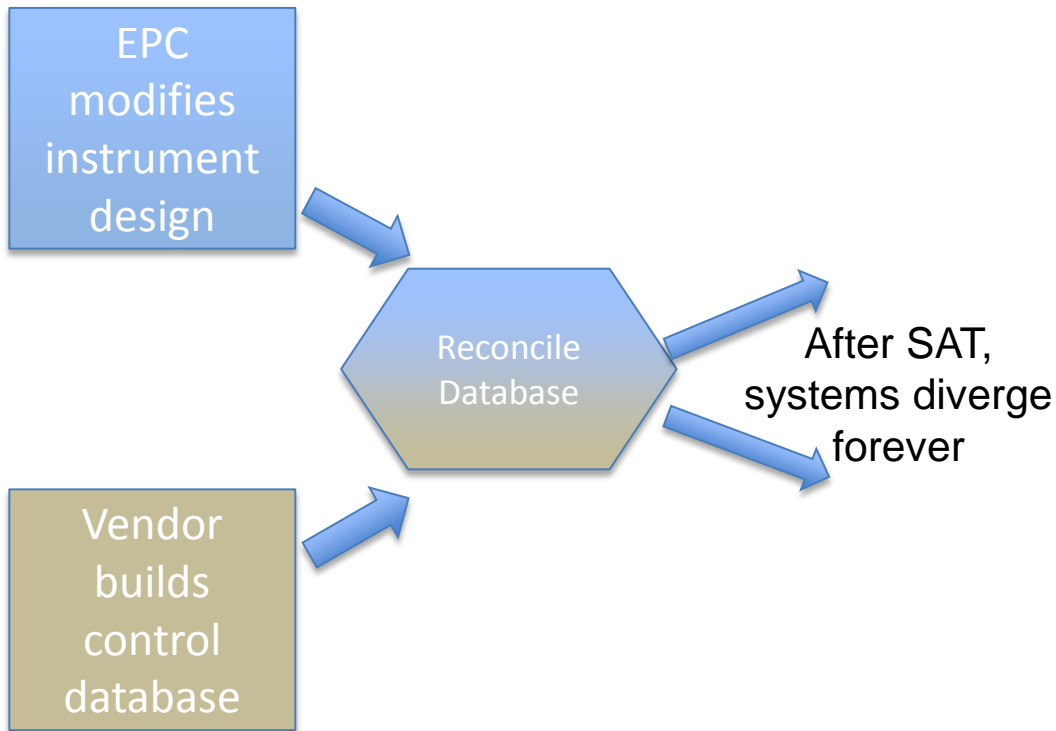 EPC
modifies
instrument
design
Reconcile
Database
After SAT,
systems diverge
forever
Vendor
builds
control
database